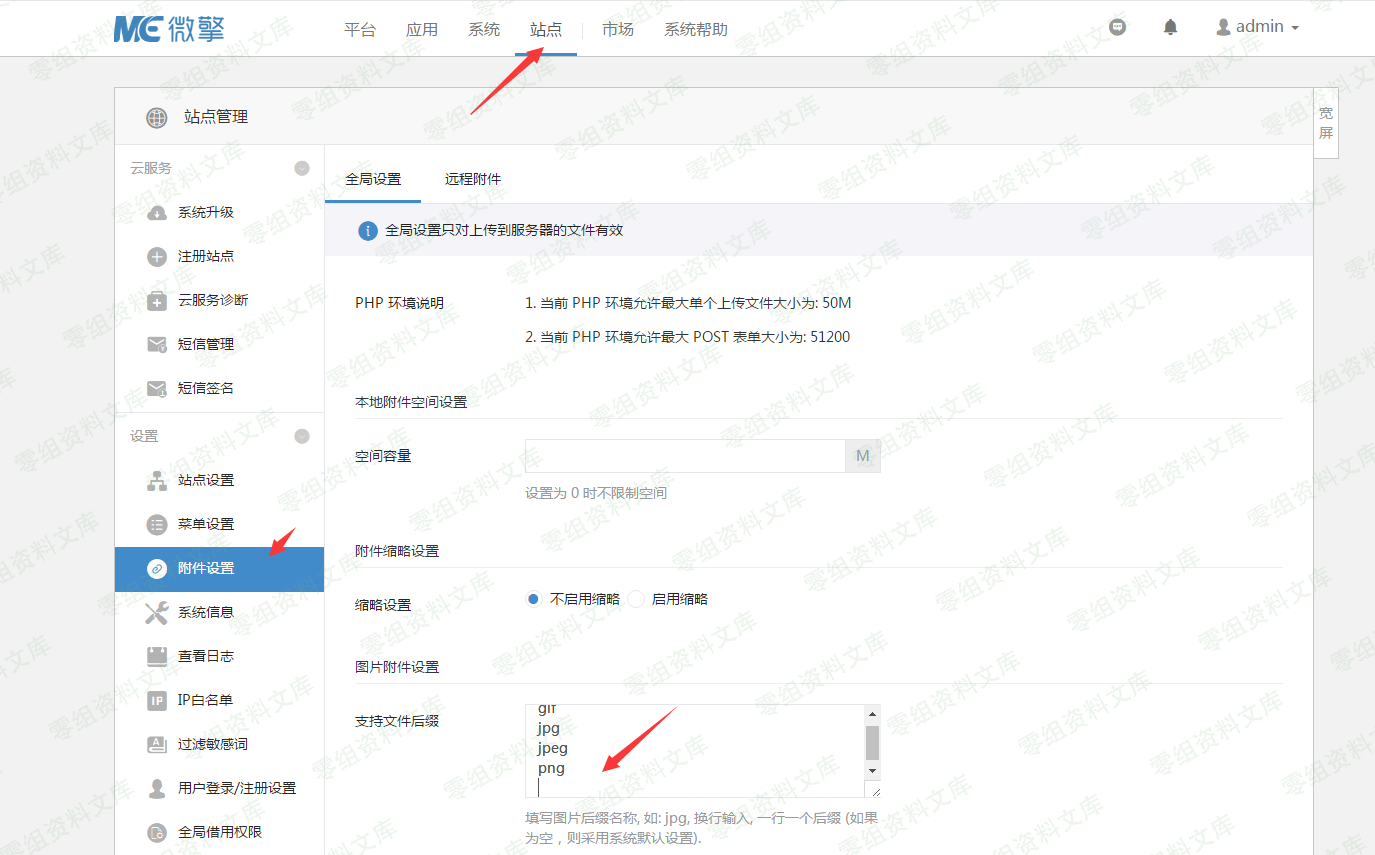 微擎
平台 应用 系统 站点 市场 系统帮助
admin
站点管理
宽屏
云服务
系统升级
注册站点
云服务诊断
短信管理
短信签名
设置
站点设置
菜单设置
附件设置
系统信息
查看日志
IP白名单
过滤敏感词
用户登录/注册设置
全局借用权限
全局设置 远程附件
全局设置只对上传到服务器的文件有效
PHP 环境说明
1. 当前 PHP 环境允许最大单个上传文件大小为: 50M
2. 当前 PHP 环境允许最大 POST 表单大小为: 51200
本地附件空间设置
空间容量
M
设置为 0 时不限制空间
附件缩略设置
缩略设置
不启用缩略 启用缩略
图片附件设置
支持文件后缀
gif
jpg
jpeg
png
填写图片后缀名称, 如: jpg, 换行输入, 一行一个后缀 (如果
为空，则采用系统默认设置).
零组资料文库